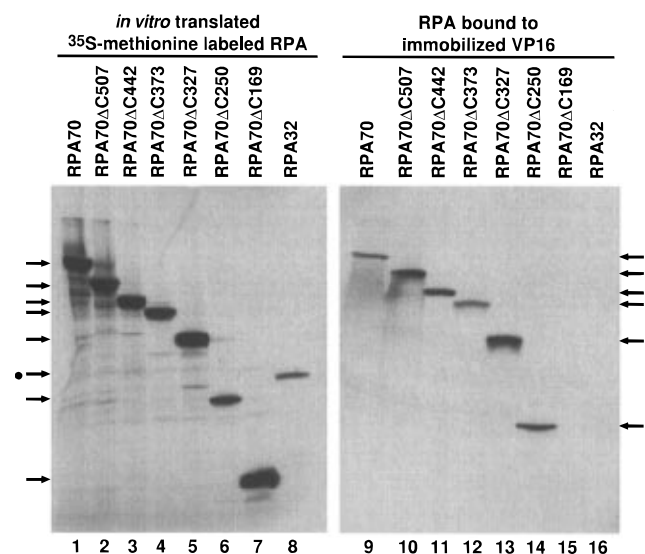 in vitro translated
35S-methionine labeled RPA
RPA bound to
immobilized VP16
RPA70
RPA70ΔC507
RPA70ΔC442
RPA70ΔC373
RPA70ΔC327
RPA70ΔC250
RPA70ΔC169
RPA32
RPA70
RPA70ΔC507
RPA70ΔC442
RPA70ΔC373
RPA70ΔC327
RPA70ΔC250
RPA70ΔC169
RPA32
1 2 3 4 5 6 7 8
9 10 11 12 13 14 15 16